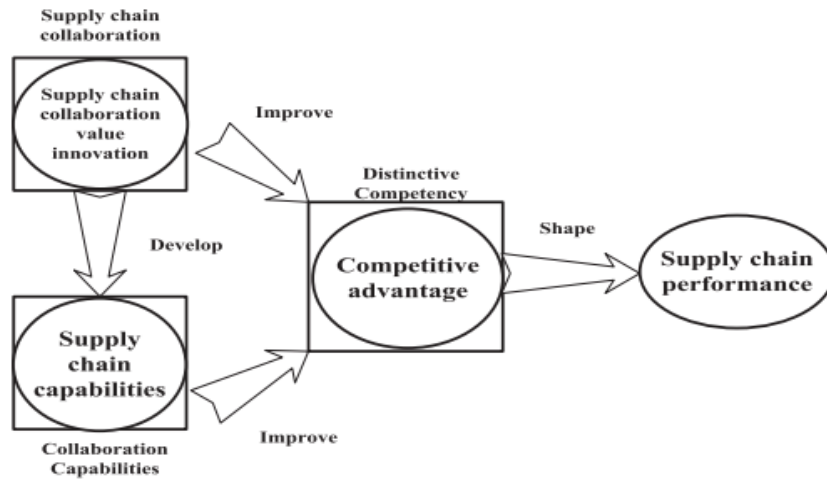 Supply chain
collaboration
Supply chain
collaboration
value
innovation
Improve
Distinctive
Competency
Develop
Shape
Competitive
advantage
Supply chain
performance
Supply
chain
capabilities
Improve
Collaboration
Capabilities